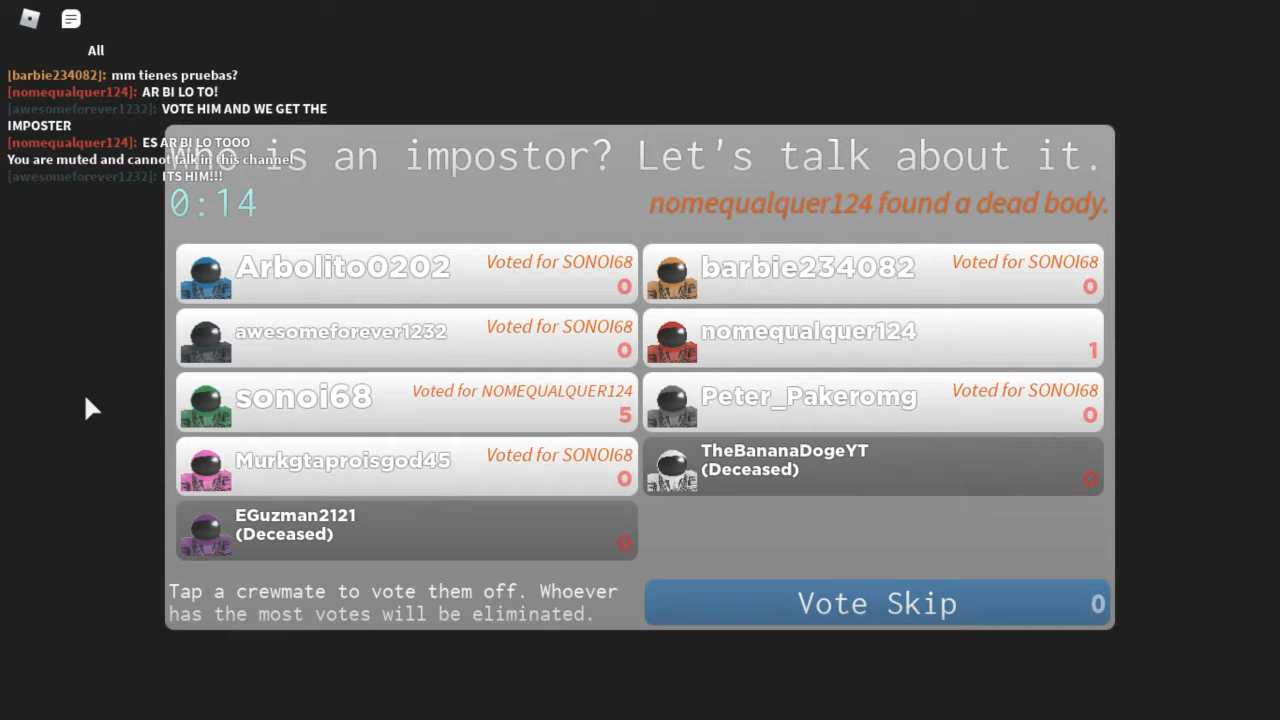 All
[barbie234082]: mm tienes pruebas?
[nomequalquer124]: AR BI LO TO!
[awesomeforever1232]: VOTE HIM AND WE GET THE
IMPOSTER
[nomequalquer124]: ES AR BI LO TOOO
You are muted and cannot talk in this channel
[awesomeforever1232]: ITS HIM!!!
Who is an impostor? Let's talk about it.
0:14
nomequalquer124 found a dead body.
Arbolito0202 Voted for SONOI68 0
barbie234082 Voted for SONOI68 0
awesomeforever1232 Voted for SONOI68 0
nomequalquer124 1
sonoi68 Voted for NOMEQUALQUER124 5
Peter_Pakeromg Voted for SONOI68 0
Murkgtaproisgod45 Voted for SONOI68 0
TheBananaDogeYT
(Deceased) 0
EGuzman2121
(Deceased) 0
Tap a crewmate to vote them off. Whoever
has the most votes will be eliminated.
Vote Skip 0